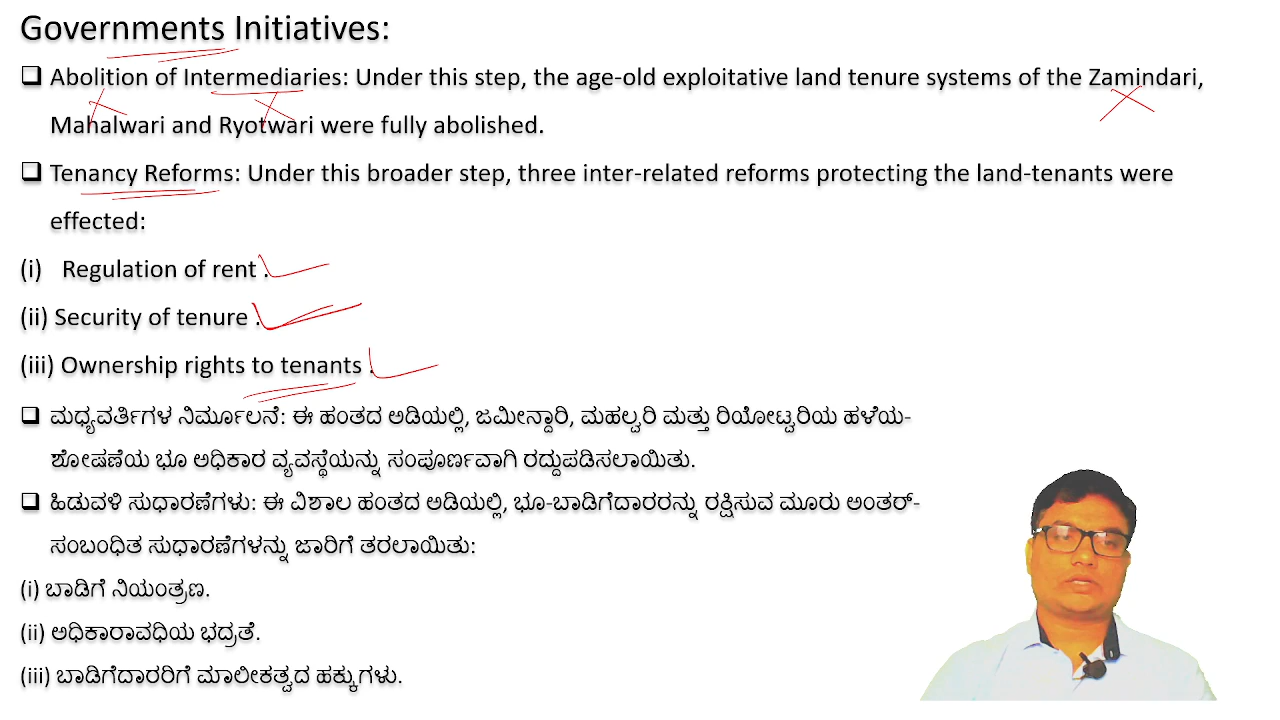 Governments Initiatives:
❑ Abolition of Intermediaries: Under this step, the age-old exploitative land tenure systems of the Zamindari,
Mahalwari and Ryotwari were fully abolished.
❑ Tenancy Reforms: Under this broader step, three inter-related reforms protecting the land-tenants were
effected:
(i) Regulation of rent .
(ii) Security of tenure .
(iii) Ownership rights to tenants .
❑ ಮಧ್ಯವರ್ತಿಗಳ ನಿರ್ಮೂಲನೆ: ಈ ಹಂತದ ಅಡಿಯಲ್ಲಿ, ಜಮೀನ್ದಾರಿ, ಮಹಲ್ವರಿ ಮತ್ತು ರಿಯೋಟ್ವರಿಯ ಹಳೆಯ-
ಶೋಷಣೆಯ ಭೂ ಅಧಿಕಾರ ವ್ಯವಸ್ಥೆಯನ್ನು ಸಂಪೂರ್ಣವಾಗಿ ರದ್ದುಪಡಿಸಲಾಯಿತು.
❑ ಹಿಡುವಳಿ ಸುಧಾರಣೆಗಳು: ಈ ವಿಶಾಲ ಹಂತದ ಅಡಿಯಲ್ಲಿ, ಭೂ-ಬಾಡಿಗೆದಾರರನ್ನು ರಕ್ಷಿಸುವ ಮೂರು ಅಂತರ್-
ಸಂಬಂಧಿತ ಸುಧಾರಣೆಗಳನ್ನು ಜಾರಿಗೆ ತರಲಾಯಿತು:
(i) ಬಾಡಿಗೆ ನಿಯಂತ್ರಣ.
(ii) ಅಧಿಕಾರಾವಧಿಯ ಭದ್ರತೆ.
(iii) ಬಾಡಿಗೆದಾರರಿಗೆ ಮಾಲೀಕತ್ವದ ಹಕ್ಕುಗಳು.